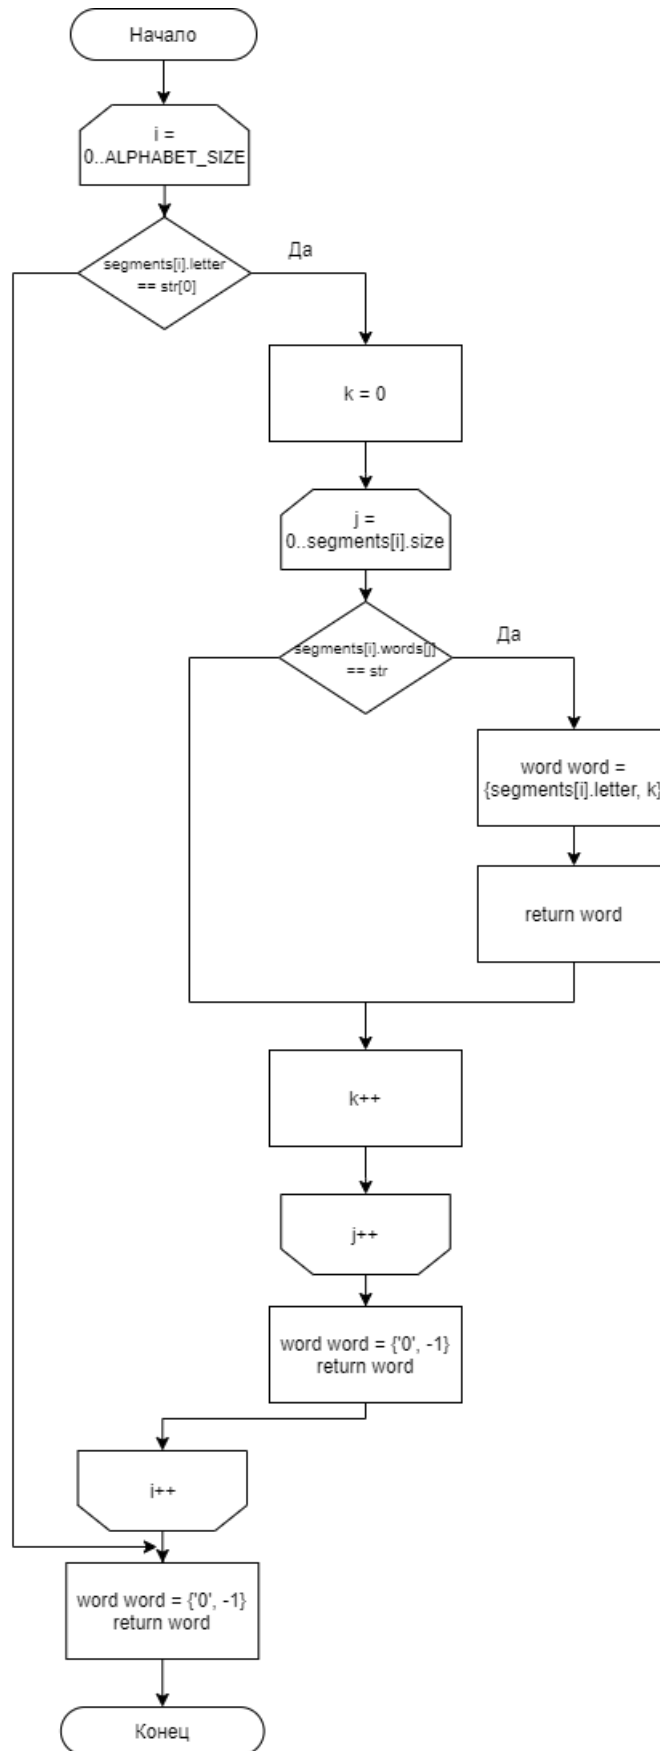 Начало
i =
0..ALPHABET_SIZE
segments[i].letter
== str[0]
Да
k = 0
j =
0..segments[i].size
segments[i].words[j]
== str
Да
word word =
{segments[i].letter, k}
return word
k++
j++
word word = {'0', -1}
return word
i++
word word = {'0', -1}
return word
Конец